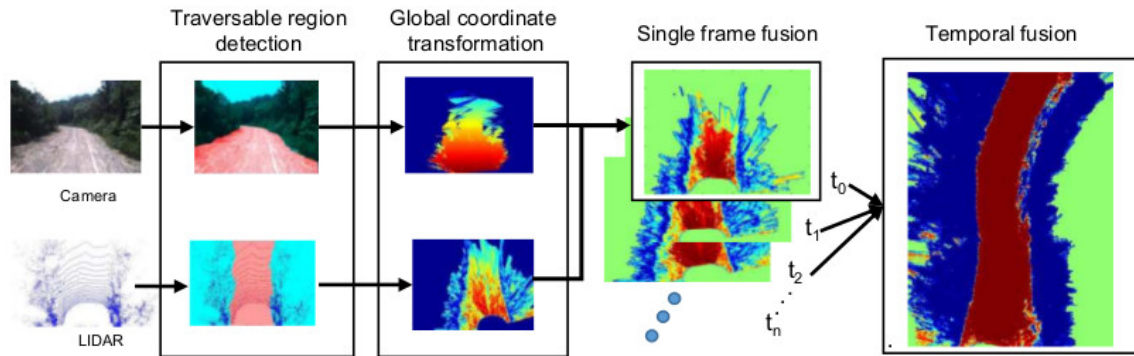 Traversable region
detection
Global coordinate
transformation
Single frame fusion
Temporal fusion
Camera
LIDAR
t0
t1
t2
tn